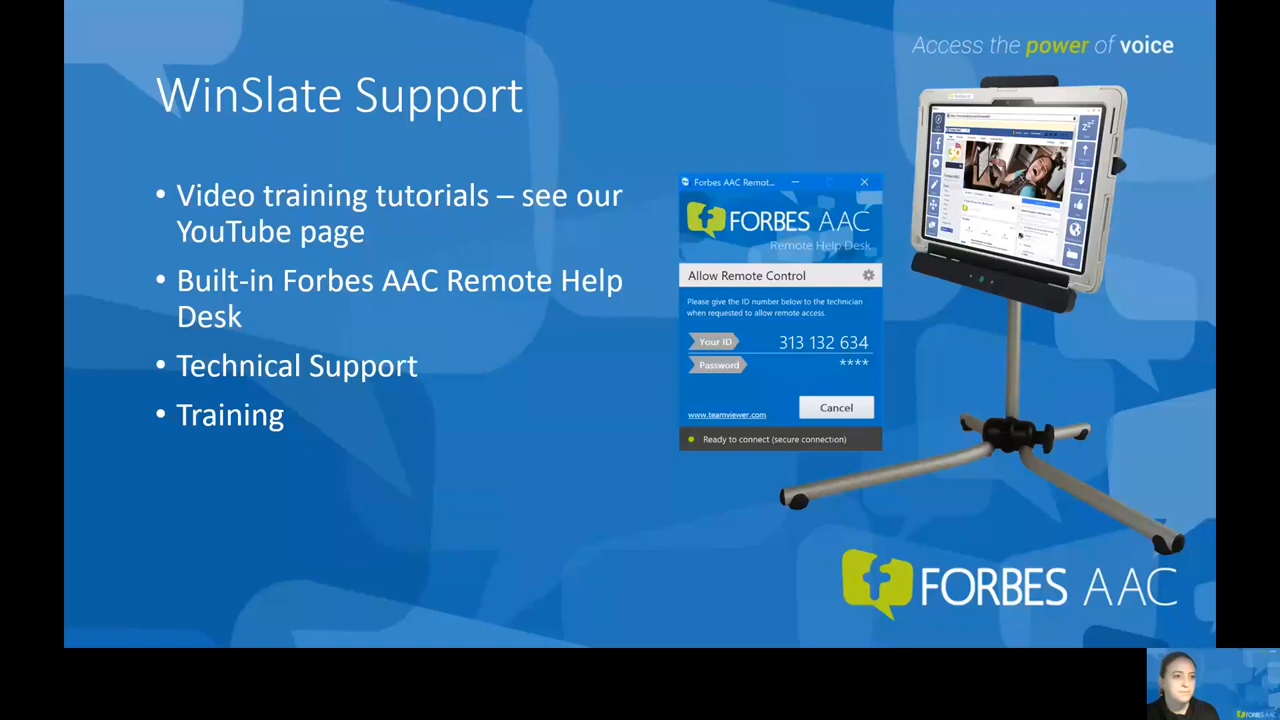 Access the power of voice
WinSlate Support
• Video training tutorials – see our
YouTube page
• Built-in Forbes AAC Remote Help
Desk
• Technical Support
• Training
Forbes AAC Remot...
FORBES AAC
Remote Help Desk
Allow Remote Control
Please give the ID number below to the technician
when requested to allow remote access.
Your ID 313 132 634
Password ****
www.teamviewer.com
Cancel
Ready to connect (secure connection)
FORBES AAC
FORBES AAC